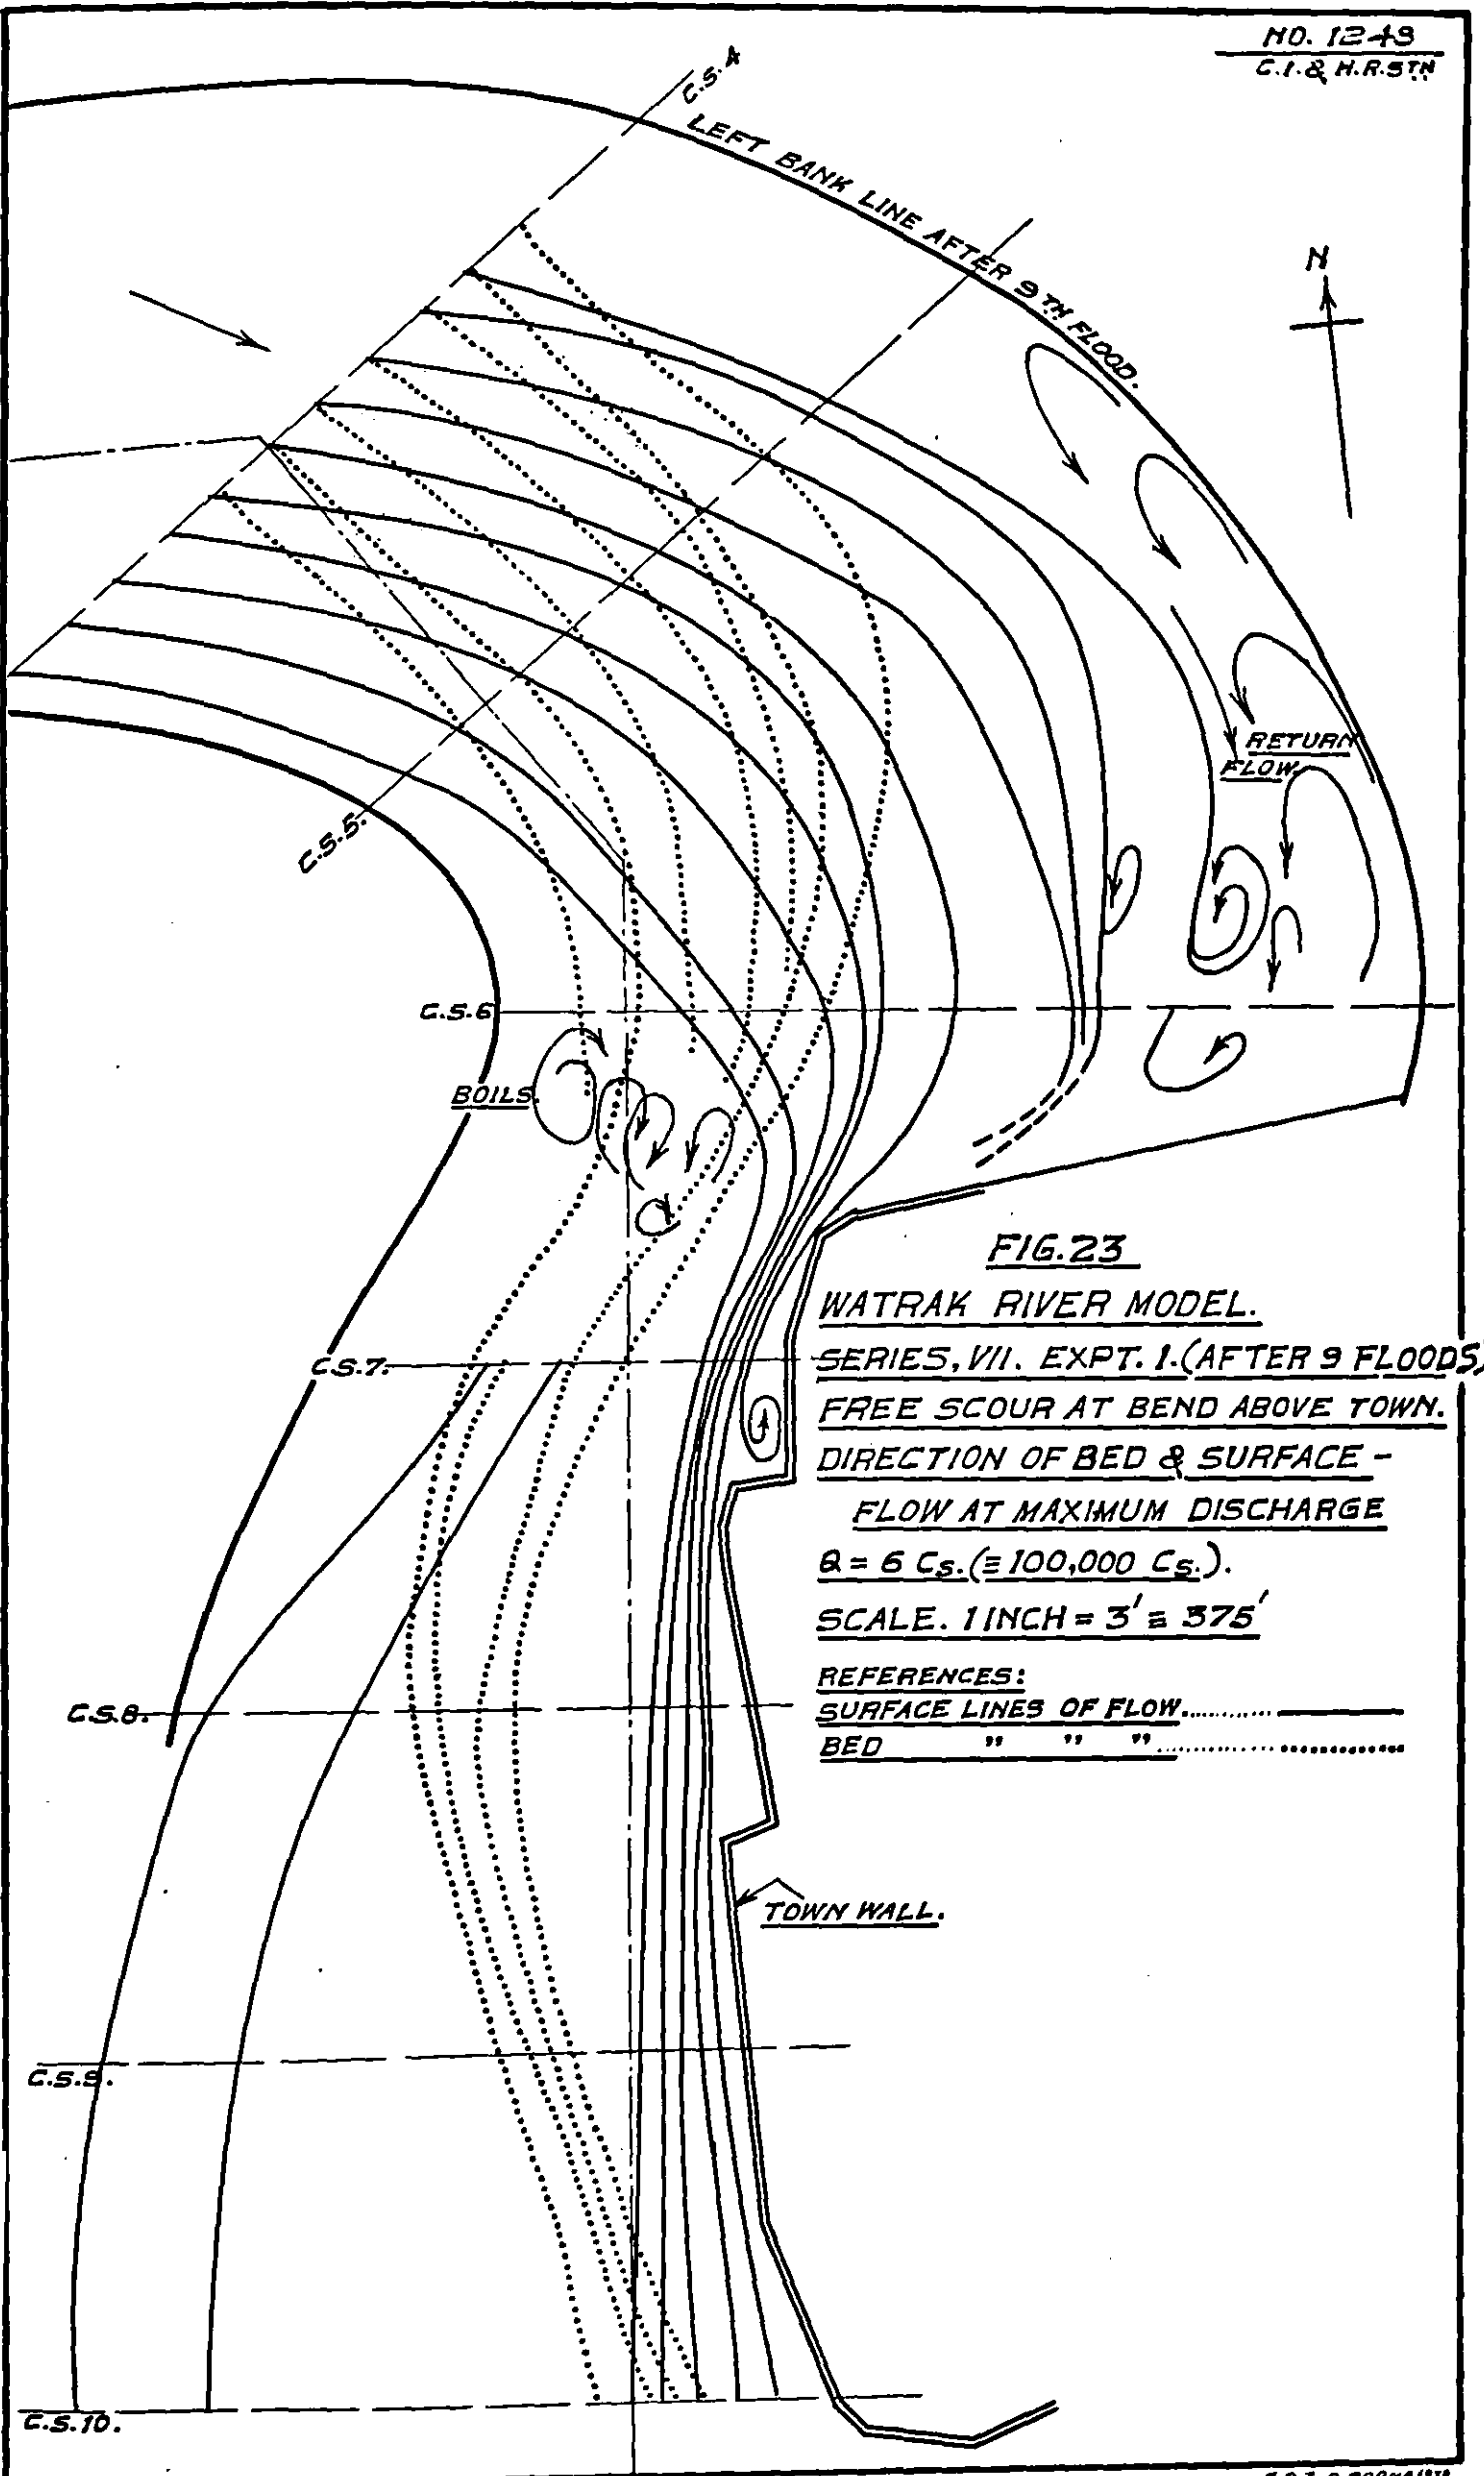 NO. 1243
C.I. & H.R. STN
C.S. 4
LEFT BANK LINE AFTER 9TH FLOOD.
N
RETURN
FLOW.
C.S. 5.
C.S. 6
BOILS.
FIG. 23
WATRAK RIVER MODEL.
C.S. 7.
SERIES, VII. EXPT. 1. (AFTER 9 FLOODS)
FREE SCOUR AT BEND ABOVE TOWN.
DIRECTION OF BED & SURFACE -
FLOW AT MAXIMUM DISCHARGE
Q = 6 Cs. (≡ 100,000 Cs.).
SCALE. 1 INCH = 3' ≡ 375'
REFERENCES:
SURFACE LINES OF FLOW...........
C.S. 8.
BED " " " .............
TOWN WALL.
C.S. 9.
C.S. 10.